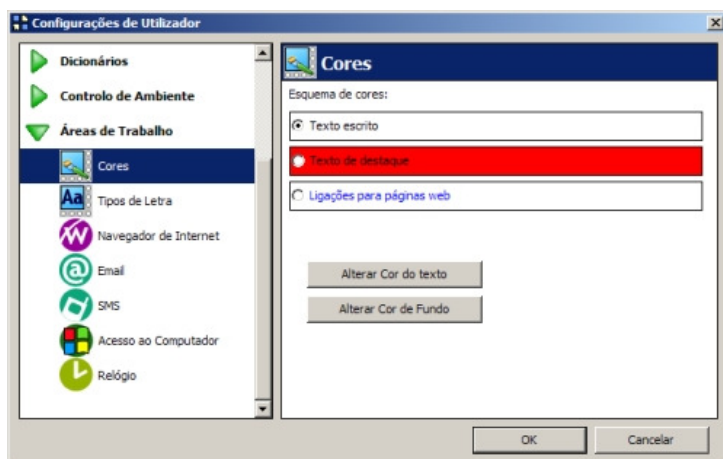 Configurações de Utilizador
Dicionários
Controlo de Ambiente
Áreas de Trabalho
Cores
Aa
Tipos de Letra
Navegador de Internet
@
Email
SMS
Acesso ao Computador
Relógio
Cores
Esquema de cores:
Texto escrito
Texto de destaque
Ligações para páginas web
Alterar Cor do texto
Alterar Cor de Fundo
OK
Cancelar